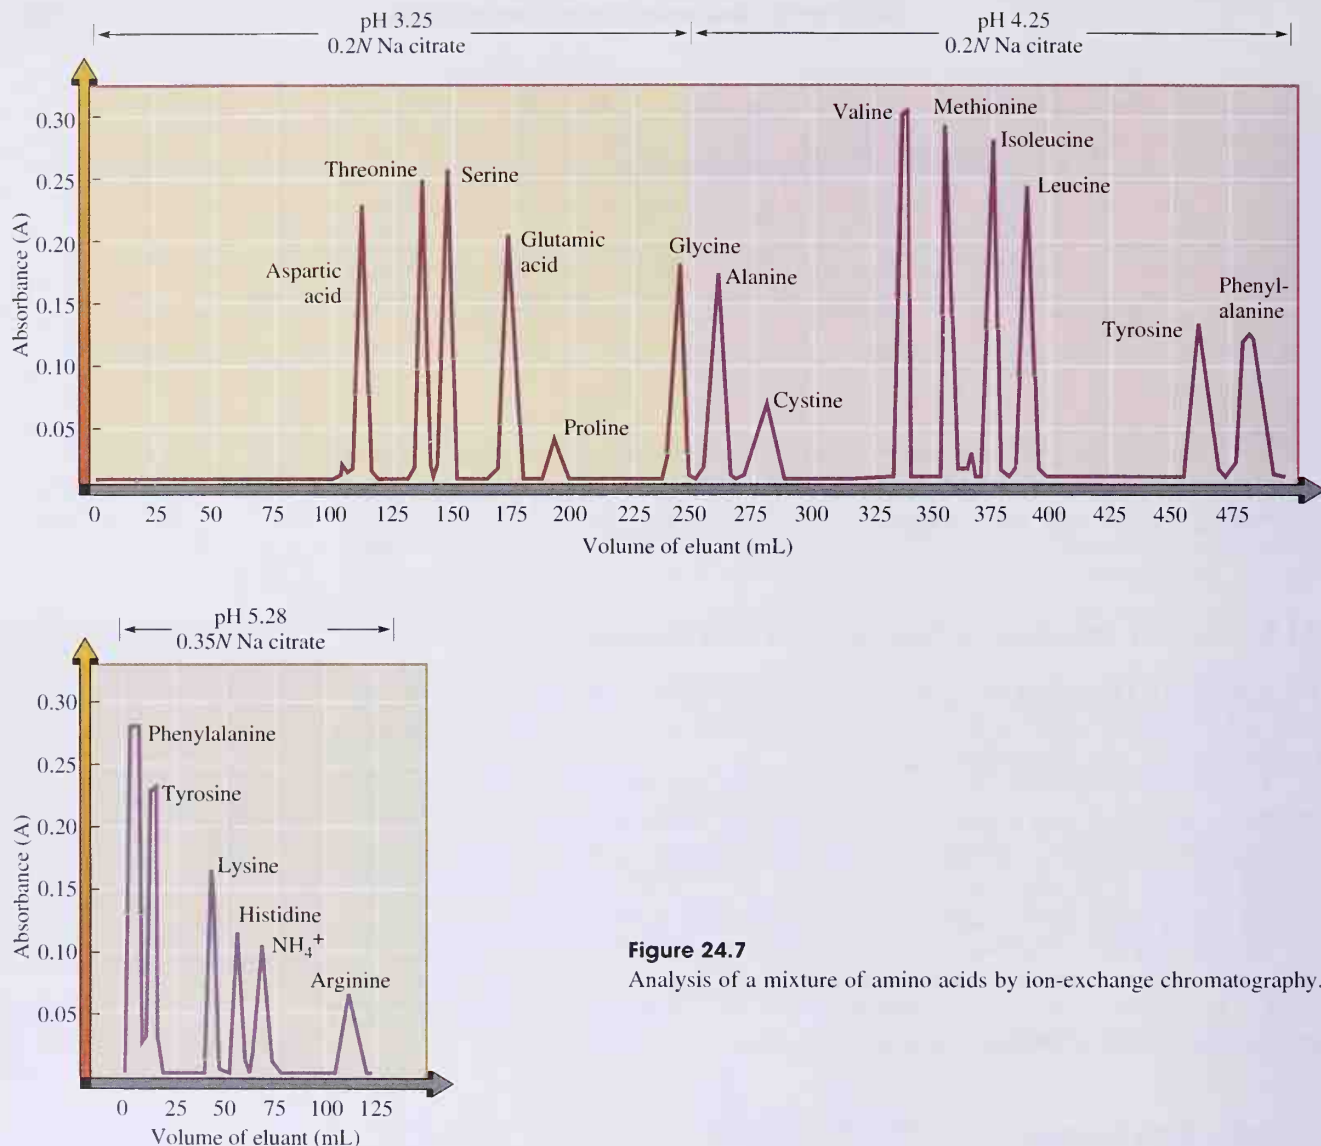 pH 3.25
0.2N Na citrate
pH 4.25
0.2N Na citrate
Absorbance (A)
0.30
0.25
0.20
0.15
0.10
0.05
Aspartic
acid
Threonine
Serine
Glutamic
acid
Proline
Glycine
Alanine
Cystine
Valine
Methionine
Isoleucine
Leucine
Tyrosine
Phenyl-
alanine
0 25 50 75 100 125 150 175 200 225 250 275 300 325 350 375 400 425 450 475
Volume of eluant (mL)
pH 5.28
0.35N Na citrate
Absorbance (A)
0.30
0.25
0.20
0.15
0.10
0.05
Phenylalanine
Tyrosine
Lysine
Histidine
NH₄⁺
Arginine
0 25 50 75 100 125
Volume of eluant (mL)
Figure 24.7
Analysis of a mixture of amino acids by ion-exchange chromatography.